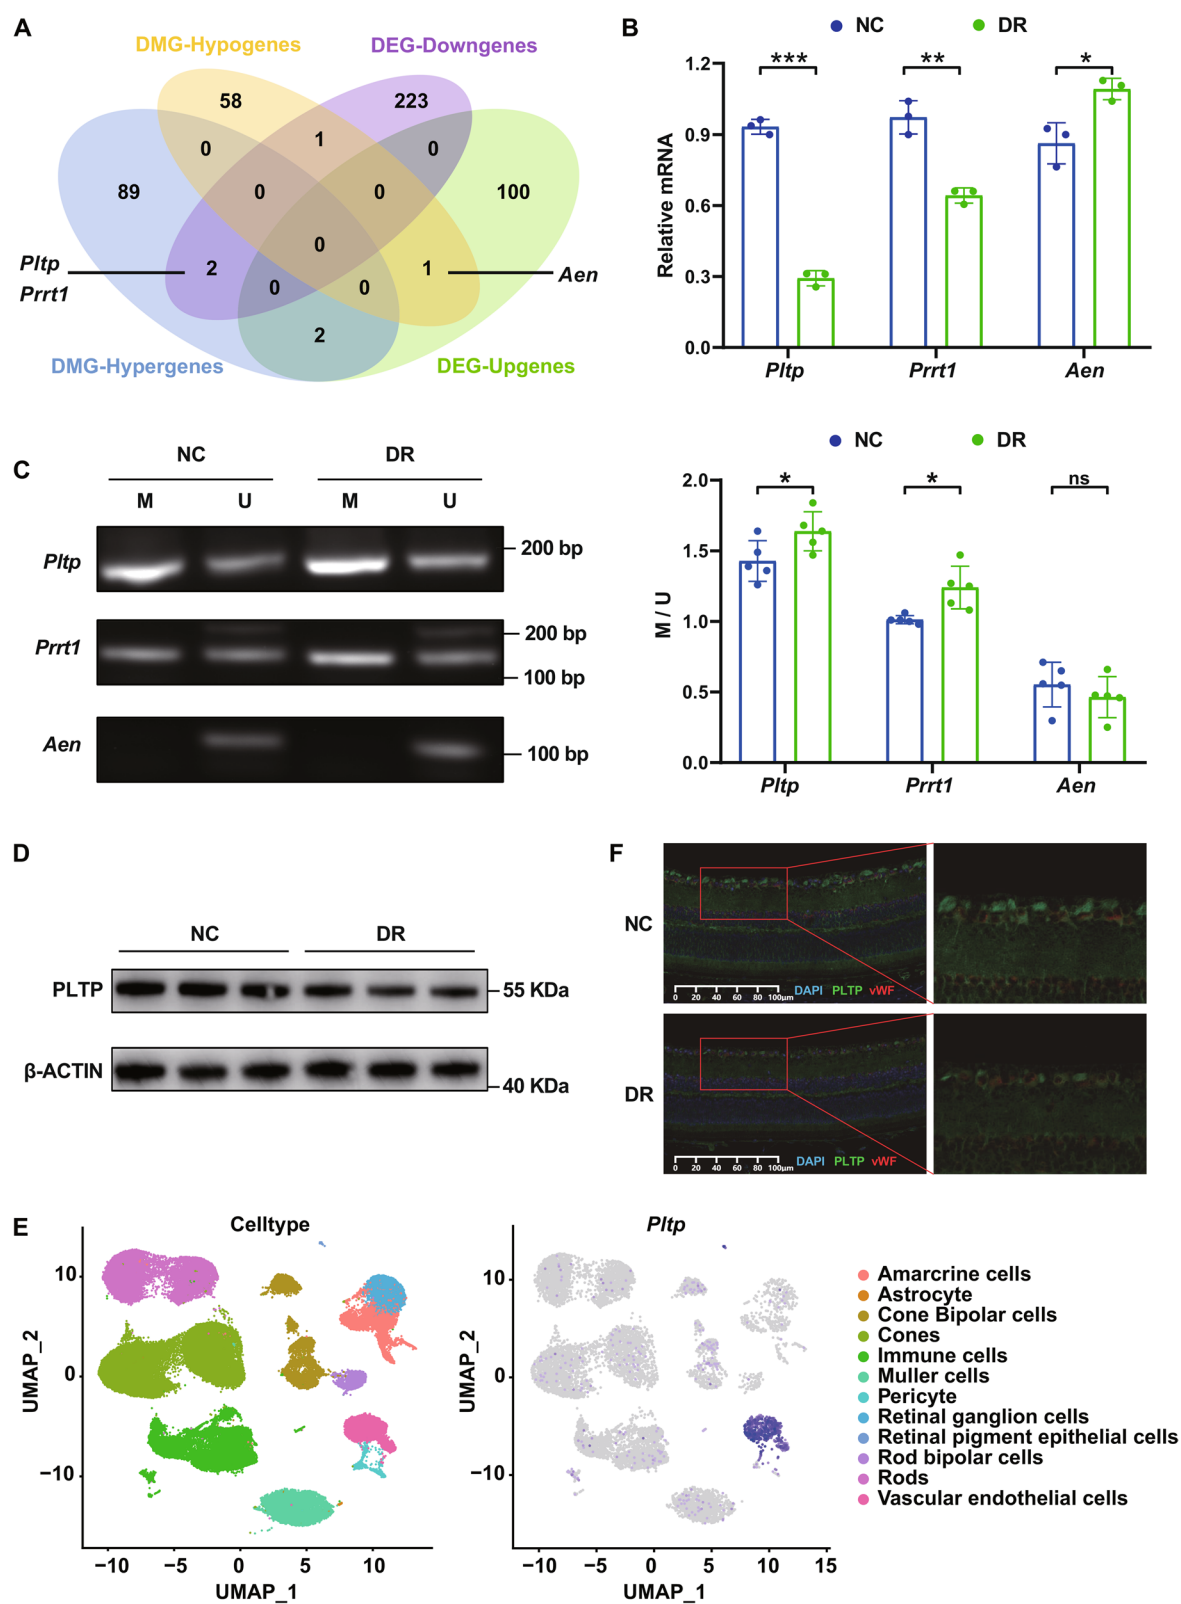 A
DMG-Hypogenes
DEG-Downgenes
58
223
0
1
0
89
0
0
100
0
Pltp
Prrt1
2
1
Aen
0
0
2
DMG-Hypergenes
DEG-Upgenes
B
NC
DR
***
**
*
1.2
0.9
0.6
0.3
0.0
Relative mRNA
Pltp
Prrt1
Aen
C
NC
DR
M
U
M
U
Pltp
200 bp
Prrt1
200 bp
100 bp
Aen
100 bp
NC
DR
*
*
ns
2.0
1.5
1.0
0.5
0.0
M / U
Pltp
Prrt1
Aen
D
NC
DR
PLTP
55 KDa
β-ACTIN
40 KDa
F
NC
0 20 40 60 80 100μm
DAPI PLTP vWF
DR
0 20 40 60 80 100μm
DAPI PLTP vWF
E
Celltype
10
0
−10
UMAP_2
−10 −5 0 5 10
UMAP_1
Pltp
10
0
−10
UMAP_2
−10 −5 0 5 10 15
UMAP_1
Amarcrine cells
Astrocyte
Cone Bipolar cells
Cones
Immune cells
Muller cells
Pericyte
Retinal ganglion cells
Retinal pigment epithelial cells
Rod bipolar cells
Rods
Vascular endothelial cells